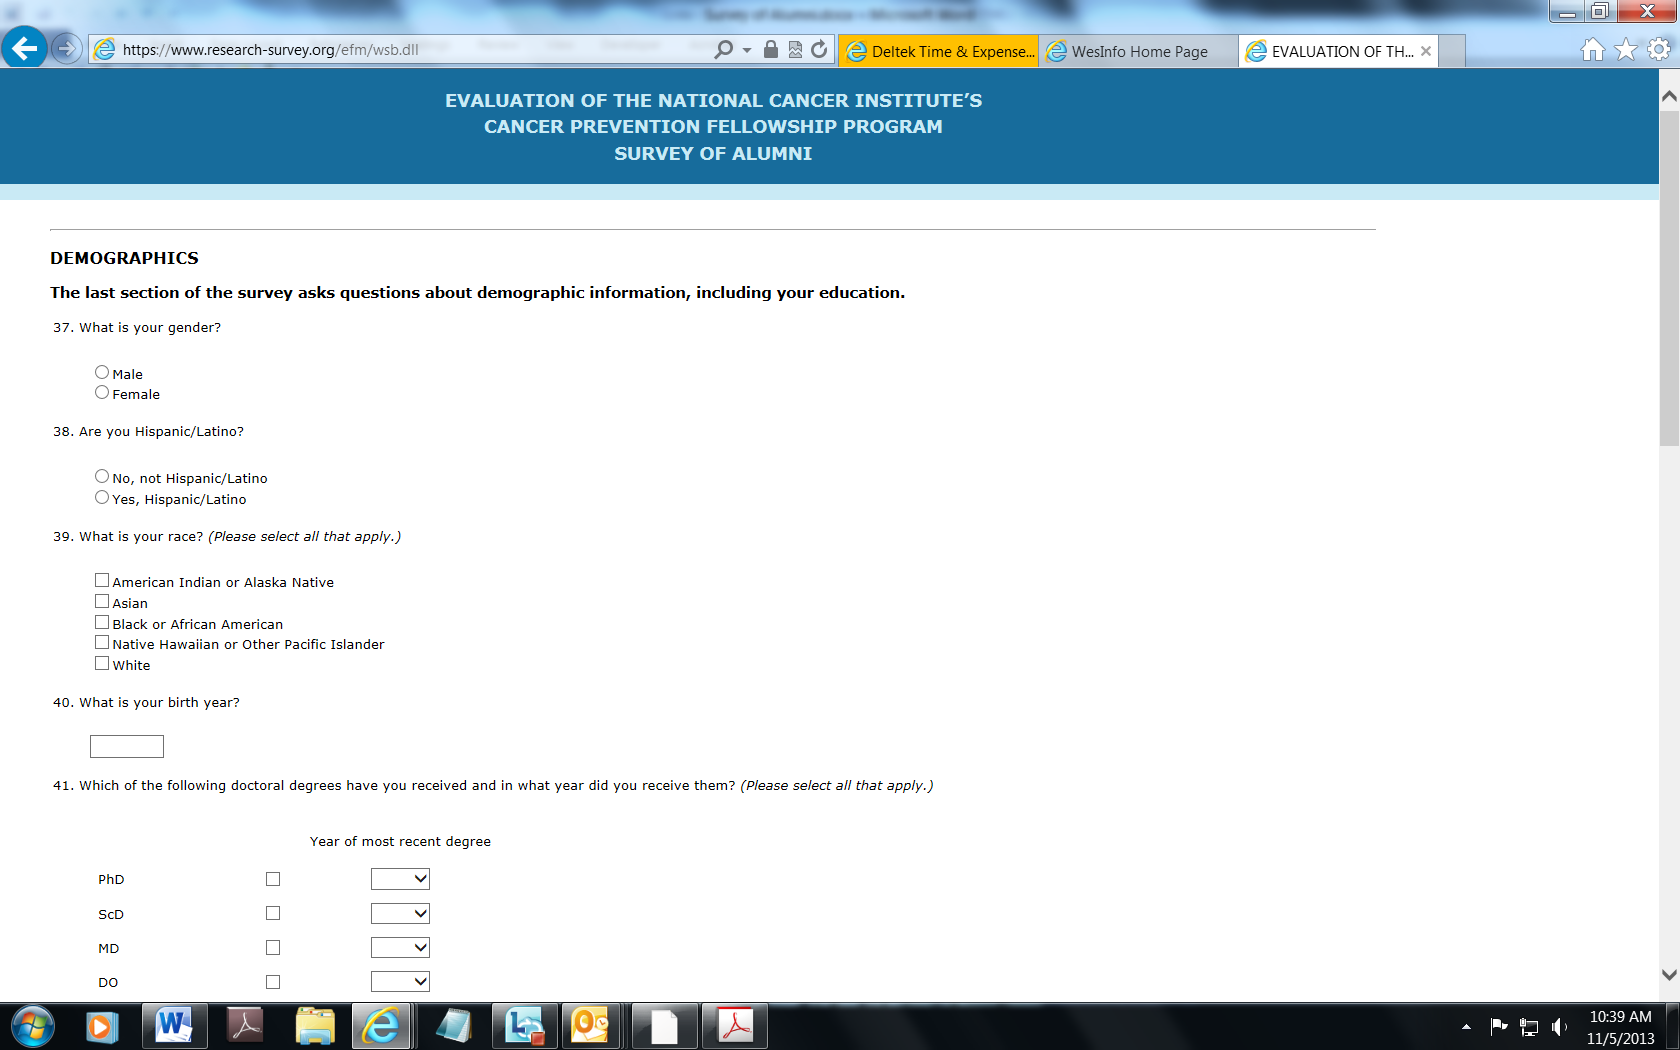 Survey of Alumni.docx - Microsoft Word
https://www.research-survey.org/efm/wsb.dll
Deltek Time & Expense...
WesInfo Home Page
EVALUATION OF TH...
EVALUATION OF THE NATIONAL CANCER INSTITUTE’S
CANCER PREVENTION FELLOWSHIP PROGRAM
SURVEY OF ALUMNI
DEMOGRAPHICS
The last section of the survey asks questions about demographic information, including your education.
37. What is your gender?
Male
Female
38. Are you Hispanic/Latino?
No, not Hispanic/Latino
Yes, Hispanic/Latino
39. What is your race? (Please select all that apply.)
American Indian or Alaska Native
Asian
Black or African American
Native Hawaiian or Other Pacific Islander
White
40. What is your birth year?
41. Which of the following doctoral degrees have you received and in what year did you receive them? (Please select all that apply.)
Year of most recent degree
PhD
ScD
MD
DO
10:39 AM
11/5/2013